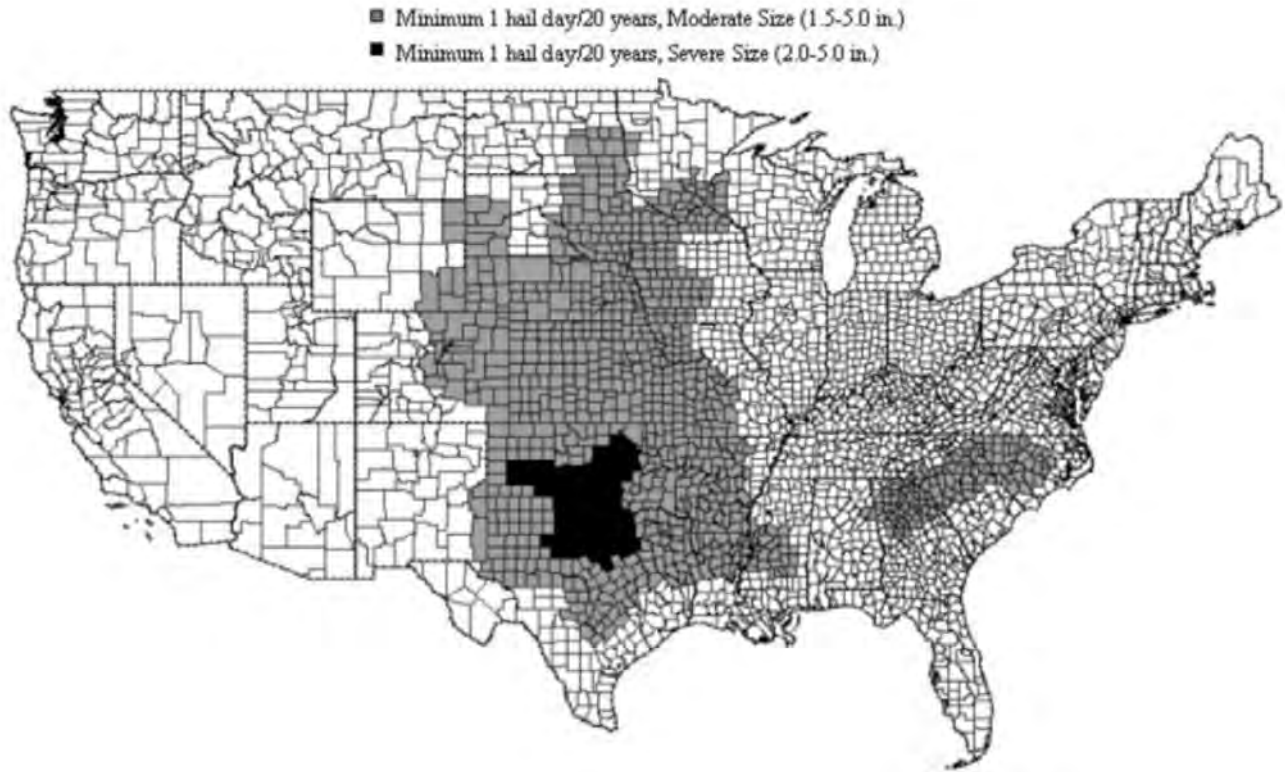 Minimum 1 hail day/20 years, Moderate Size (1.5-5.0 in.)
Minimum 1 hail day/20 years, Severe Size (2.0-5.0 in.)